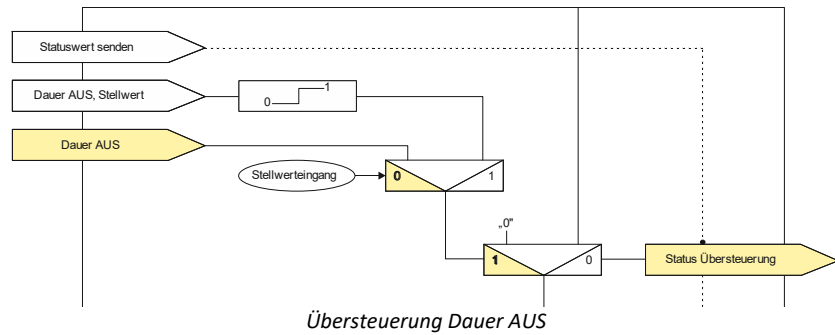 Statuswert senden
Dauer AUS, Stellwert
0 1
Dauer AUS
Stellwerteingang
0 1
„0"
1 0
Status Übersteuerung
Übersteuerung Dauer AUS